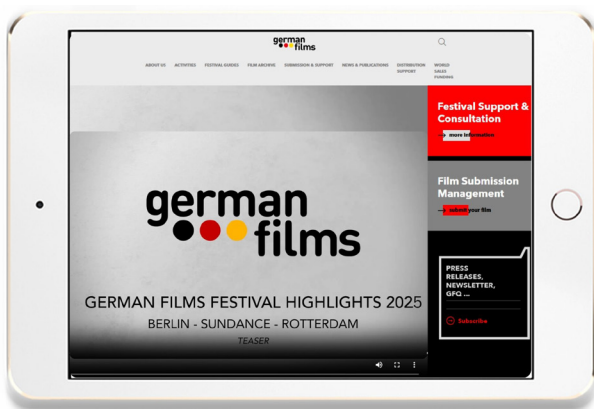 german
films
ABOUT US ACTIVITIES FESTIVAL GUIDES FILM ARCHIVE SUBMISSION & SUPPORT NEWS & PUBLICATIONS DISTRIBUTION SUPPORT WORLD SALES FUNDING
Festival Support &
Consultation
more information
Film Submission
Management
submit your film
german
films
GERMAN FILMS FESTIVAL HIGHLIGHTS 2025
BERLIN - SUNDANCE - ROTTERDAM
TEASER
PRESS
RELEASES,
NEWSLETTER,
GFQ ...
Subscribe